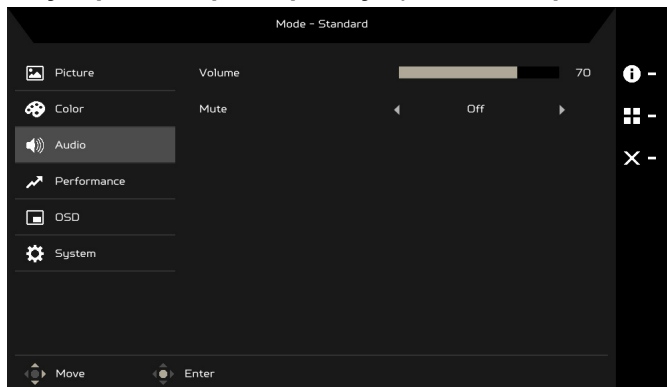 Mode - Standard
Picture
Volume
70
Color
Mute
Off
Audio
Performance
OSD
System
Move
Enter